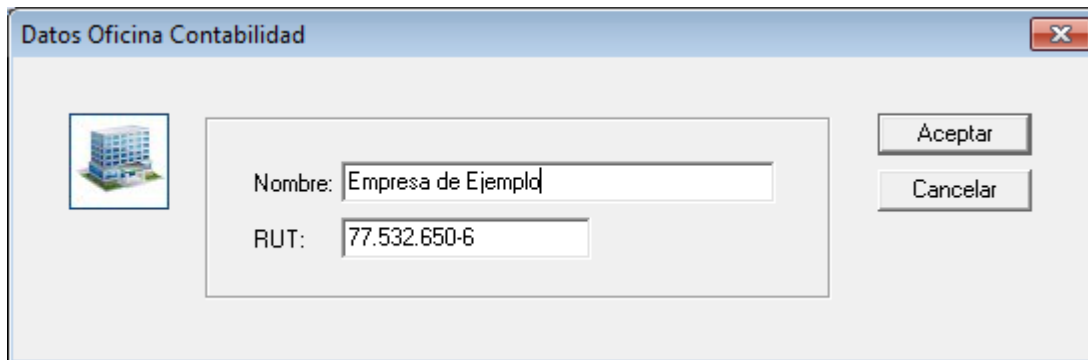 Datos Oficina Contabilidad
Nombre: Empresa de Ejemplo
RUT: 77.532.650-6
Aceptar
Cancelar